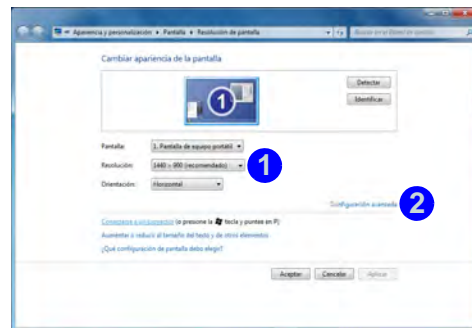 Apariencia y personalización ▸ Pantalla ▸ Resolución de pantalla
Cambiar apariencia de la pantalla
1
Detectar
Identificar
Pantalla: 1. Pantalla de equipo portátil
Resolución: 1440 × 900 (recomendado) 1
Orientación: Horizontal
Configuración avanzada 2
Conectarse a un proyector (o presione la tecla y puntee en P)
Aumentar o reducir el tamaño del texto y de otros elementos
¿Qué configuración de pantalla debo elegir?
Aceptar Cancelar Aplicar